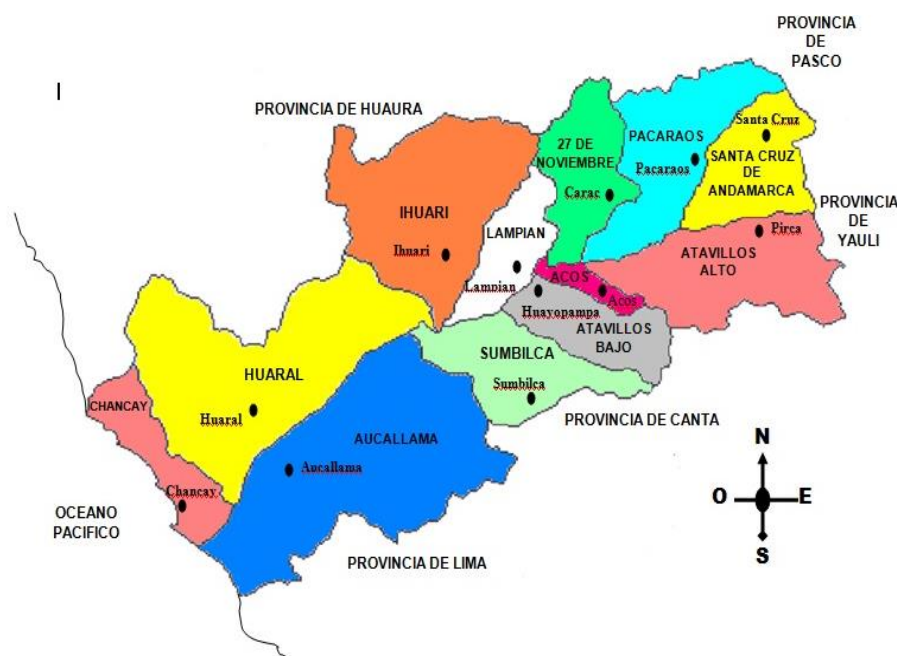 PROVINCIA
DE
PASCO
I
PROVINCIA DE HUAURA
Santa Cruz
27 DE
NOVIEMBRE
PACARAOS
Pacaraos
SANTA CRUZ
DE
ANDAMARCA
Carac
IHUARI
Ihuari
LAMPIAN
Lampian
PROVINCIA
DE
YAULI
Pirca
ATAVILLOS
ALTO
ACOS
Acos
Huayopampa
ATAVILLOS
BAJO
HUARAL
Huaral
SUMBILCA
Sumbilca
CHANCAY
Chancay
PROVINCIA DE CANTA
AUCALLAMA
Aucallama
OCEANO
PACIFICO
PROVINCIA DE LIMA
N
O E
S